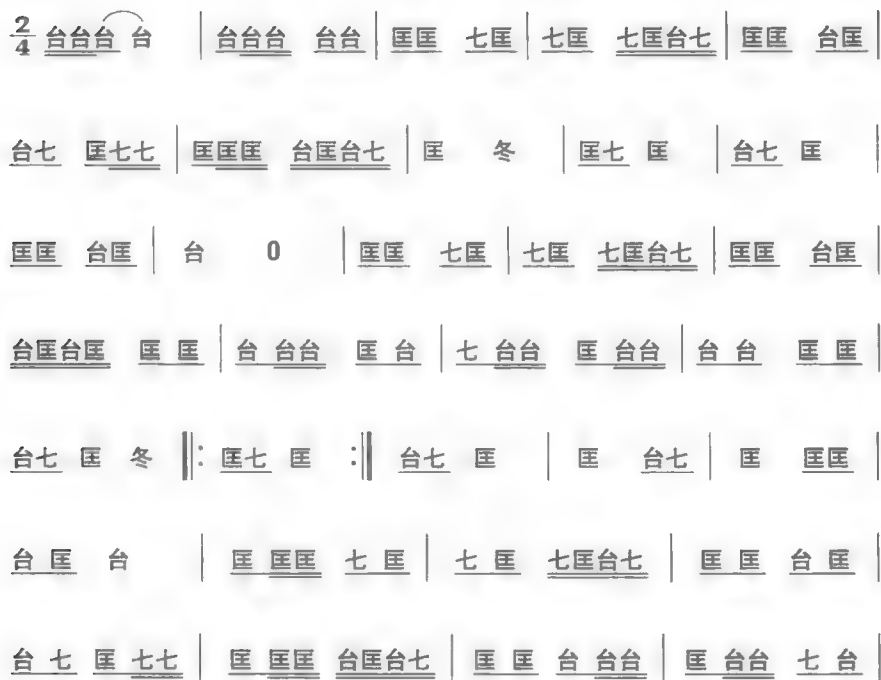 2/4 台台台 台 | 台台台 台台 | 匡匡 七匡 | 七匡 七匡台七 | 匡匡 台匡 |
台七 匡七七 | 匡匡匡 台匡台七 | 匡 冬 | 匡七 匡 | 台七 匡 |
匡匡 台匡 | 台 0 | 匡匡 七匡 | 七匡 七匡台七 | 匡匡 台匡 |
台匡台匡 匡匡 | 台台台 匡台 | 七台台 匡台台 | 台台 匡匡 |
台七 匡 冬 ‖: 匡七 匡 :‖ 台七 匡 | 匡 台七 | 匡 匡匡 |
台匡 台 | 匡匡匡 七匡 | 七匡 七匡台七 | 匡匡 台匡 |
台七 匡七七 | 匡匡匡 台匡台七 | 匡匡 台台台 | 匡台台 七台 |